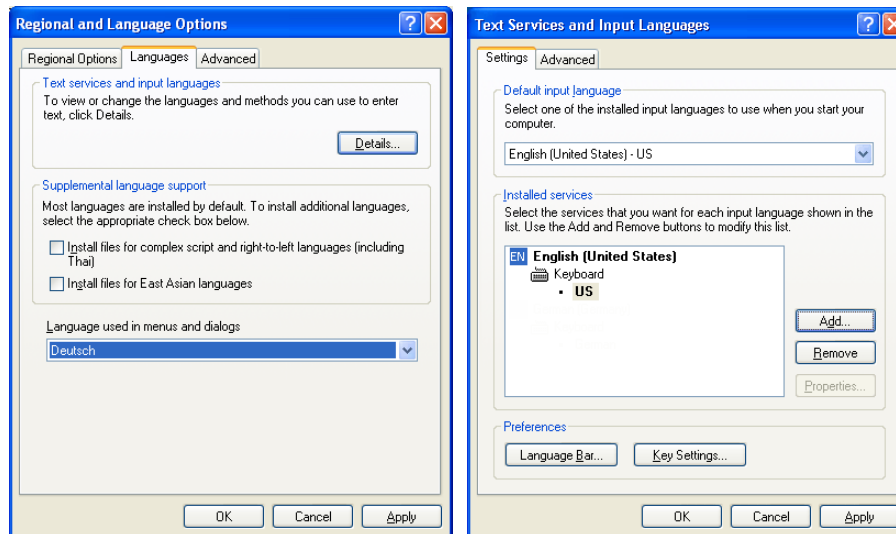 Regional and Language Options
Regional Options
Languages
Advanced
Text services and input languages
To view or change the languages and methods you can use to enter
text, click Details.
Details...
Supplemental language support
Most languages are installed by default. To install additional languages,
select the appropriate check box below.
Install files for complex script and right-to-left languages (including
Thai)
Install files for East Asian languages
Language used in menus and dialogs
Deutsch
OK
Cancel
Apply
Text Services and Input Languages
Settings
Advanced
Default input language
Select one of the installed input languages to use when you start your
computer.
English (United States) - US
Installed services
Select the services that you want for each input language shown in the
list. Use the Add and Remove buttons to modify this list.
EN English (United States)
Keyboard
US
Add...
Remove
Properties...
Preferences
Language Bar...
Key Settings...
OK
Cancel
Apply